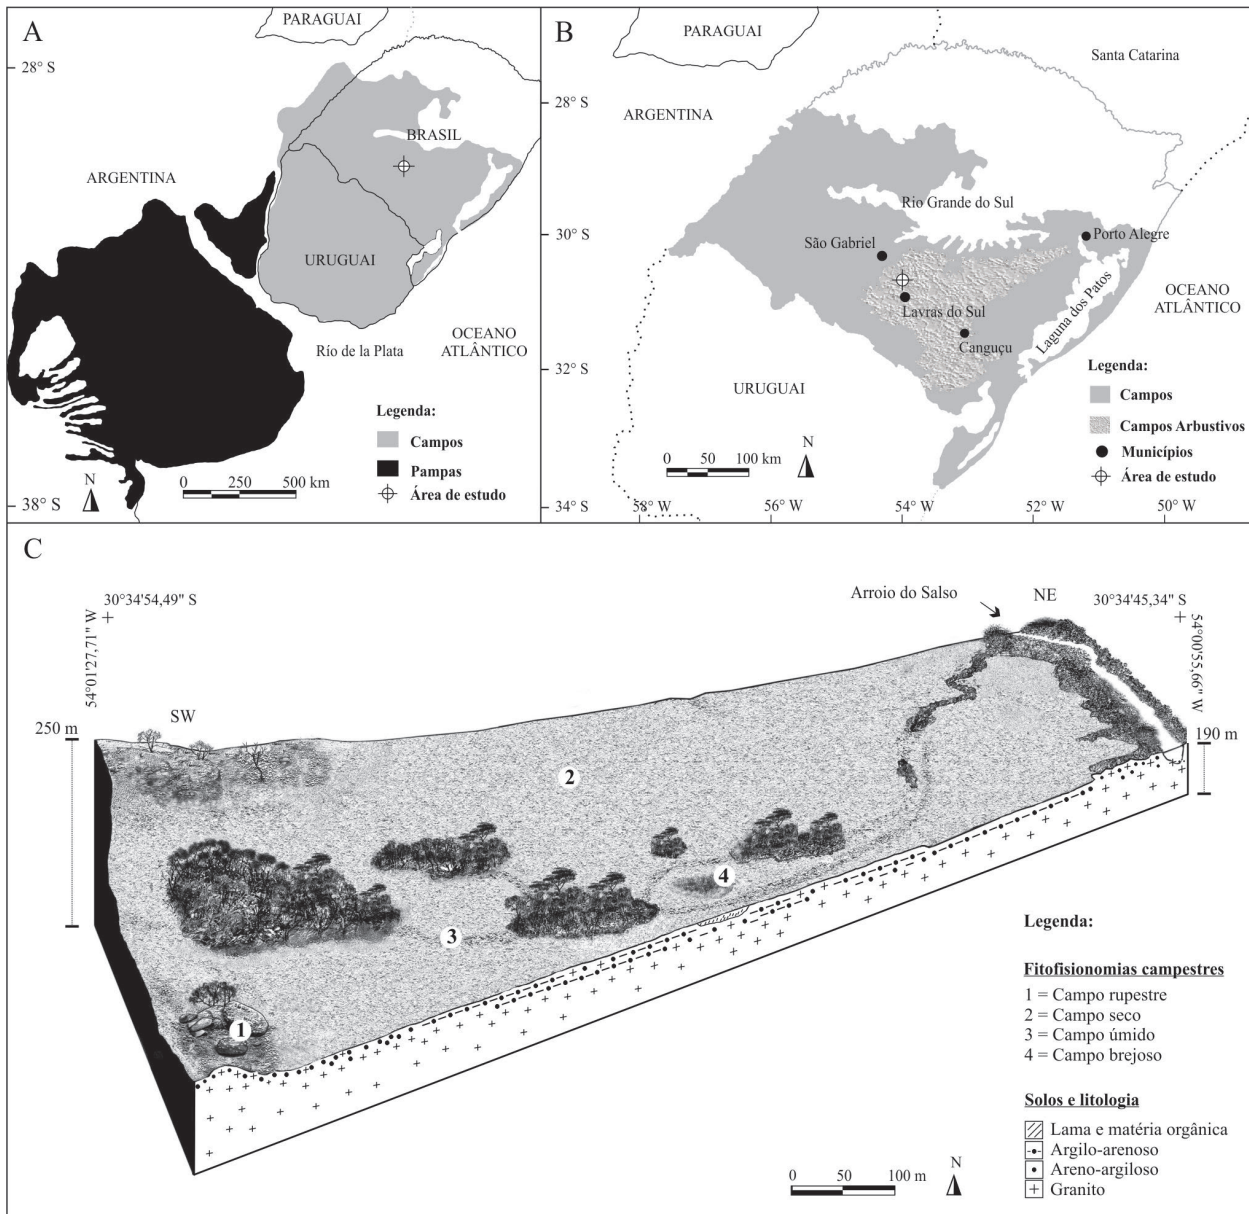 A
PARAGUAI
28° S
BRASIL
ARGENTINA
30° S
URUGUAI
OCEANO
ATLÂNTICO
Río de la Plata
32° S
Legenda:
Campos
Pampas
Área de estudo
N
0 250 500 km
38° S
B
PARAGUAI
Santa Catarina
28° S
ARGENTINA
Rio Grande do Sul
São Gabriel
Porto Alegre
OCEANO
ATLÂNTICO
Lavras do Sul
Laguna dos Patos
Canguçu
URUGUAI
Legenda:
Campos
Campos Arbustivos
Municípios
Área de estudo
N
0 50 100 km
34° S
58° W
56° W
54° W
52° W
50° W
C
30°34'54,49" S
54°01'27,71" W
Arroio do Salso
NE
30°34'45,34" S
54°00'55,66" W
SW
250 m
190 m
2
4
3
1
Legenda:
Fitofisionomias campestres
1 = Campo rupestre
2 = Campo seco
3 = Campo úmido
4 = Campo brejoso
Solos e litologia
Lama e matéria orgânica
Argilo-arenoso
Areno-argiloso
Granito
0 50 100 m
N